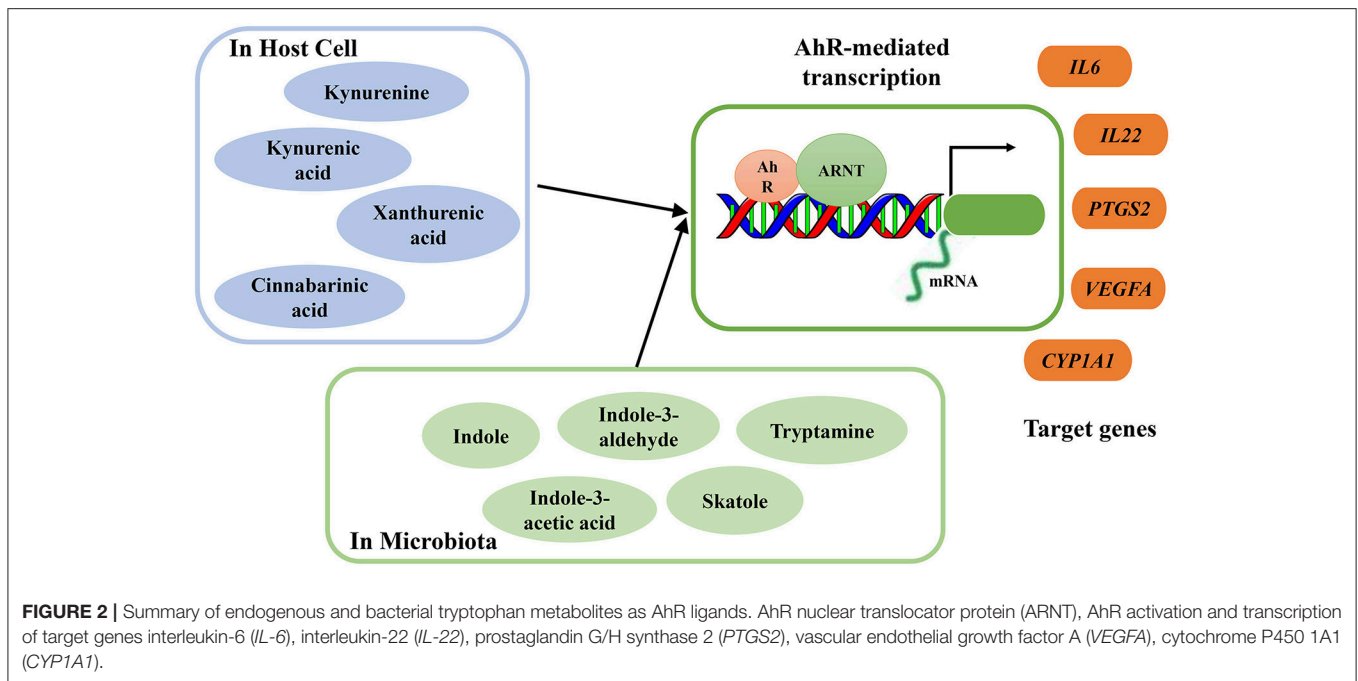 In Host Cell
Kynurenine
Kynurenic
acid
Xanthurenic
acid
Cinnabarinic
acid
AhR-mediated
transcription
Ah
R
ARNT
mRNA
IL6
IL22
PTGS2
VEGFA
CYP1A1
Target genes
Indole
Indole-3-
aldehyde
Tryptamine
Indole-3-
acetic acid
Skatole
In Microbiota
FIGURE 2 | Summary of endogenous and bacterial tryptophan metabolites as AhR ligands. AhR nuclear translocator protein (ARNT), AhR activation and transcription
of target genes interleukin-6 (IL-6), interleukin-22 (IL-22), prostaglandin G/H synthase 2 (PTGS2), vascular endothelial growth factor A (VEGFA), cytochrome P450 1A1
(CYP1A1).